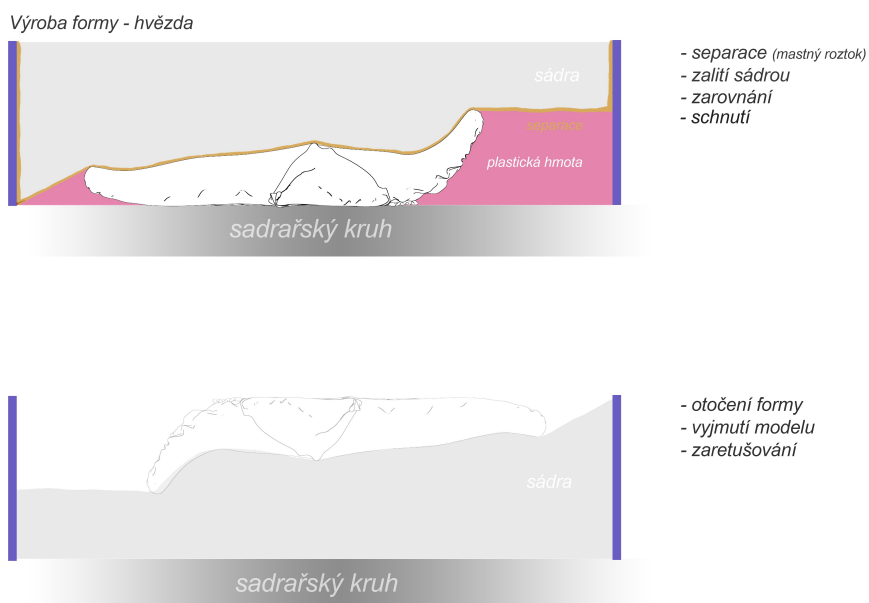 Výroba formy - hvězda
sádra
separace
plastická hmota
sadrařský kruh
- separace (mastný roztok)
- zalití sádrou
- zarovnání
- schnutí
sádra
sadrařský kruh
- otočení formy
- vyjmutí modelu
- zaretušování